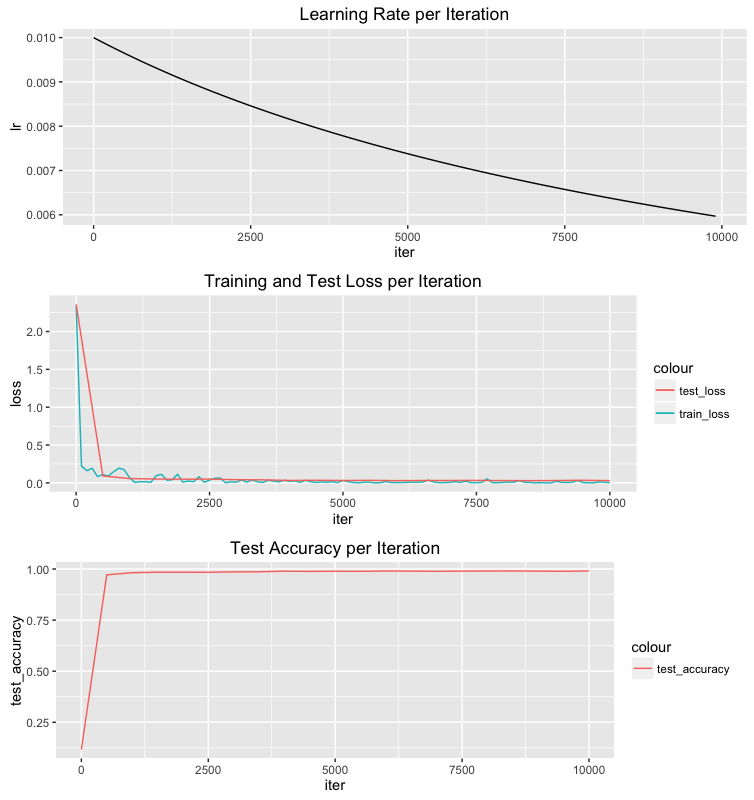 Learning Rate per Iteration
0.010
0.009
0.008
0.007
0.006
lr
0 2500 5000 7500 10000
iter
Training and Test Loss per Iteration
2.0
1.5
1.0
0.5
0.0
loss
0 2500 5000 7500 10000
iter
colour
test_loss
train_loss
Test Accuracy per Iteration
1.00
0.75
0.50
0.25
test_accuracy
0 2500 5000 7500 10000
iter
colour
test_accuracy